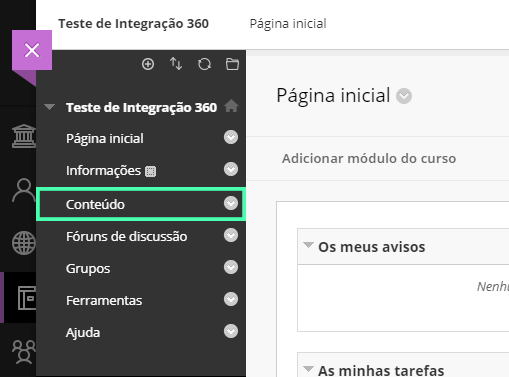 Teste de Integração 360 Página inicial
Teste de Integração 360
Página inicial
Informações
Conteúdo
Fóruns de discussão
Grupos
Ferramentas
Ajuda
Página inicial
Adicionar módulo do curso
Os meus avisos
Nenhu
As minhas tarefas